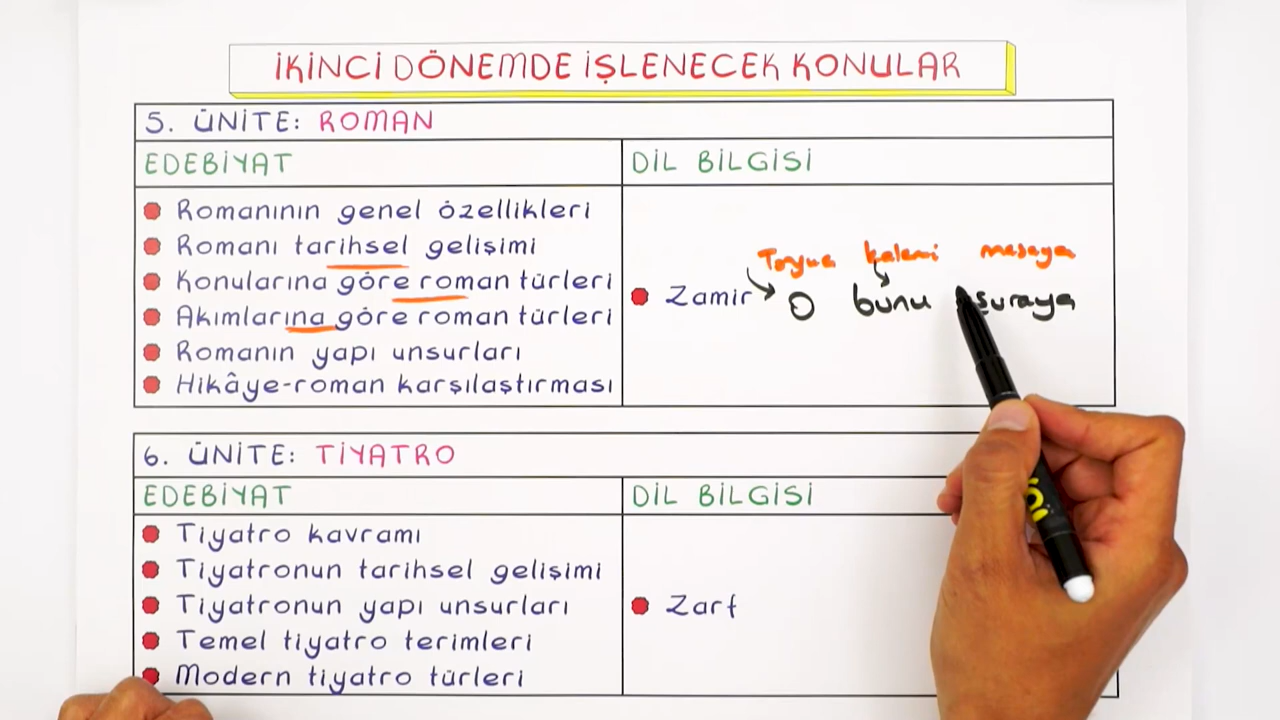 İKİNCİ DÖNEMDE İŞLENECEK KONULAR
5. ÜNİTE: ROMAN
EDEBİYAT
DİL BİLGİSİ
Romanının genel özellikleri
Romanı tarihsel gelişimi
Konularına göre roman türleri
Akımlarına göre roman türleri
Romanın yapı unsurları
Hikâye-roman karşılaştırması
kalemi masaya
Zamir O bunu şuraya
6. ÜNİTE: TİYATRO
EDEBİYAT
DİL BİLGİSİ
Tiyatro kavramı
Tiyatronun tarihsel gelişimi
Tiyatronun yapı unsurları
Temel tiyatro terimleri
Modern tiyatro türleri
Zarf